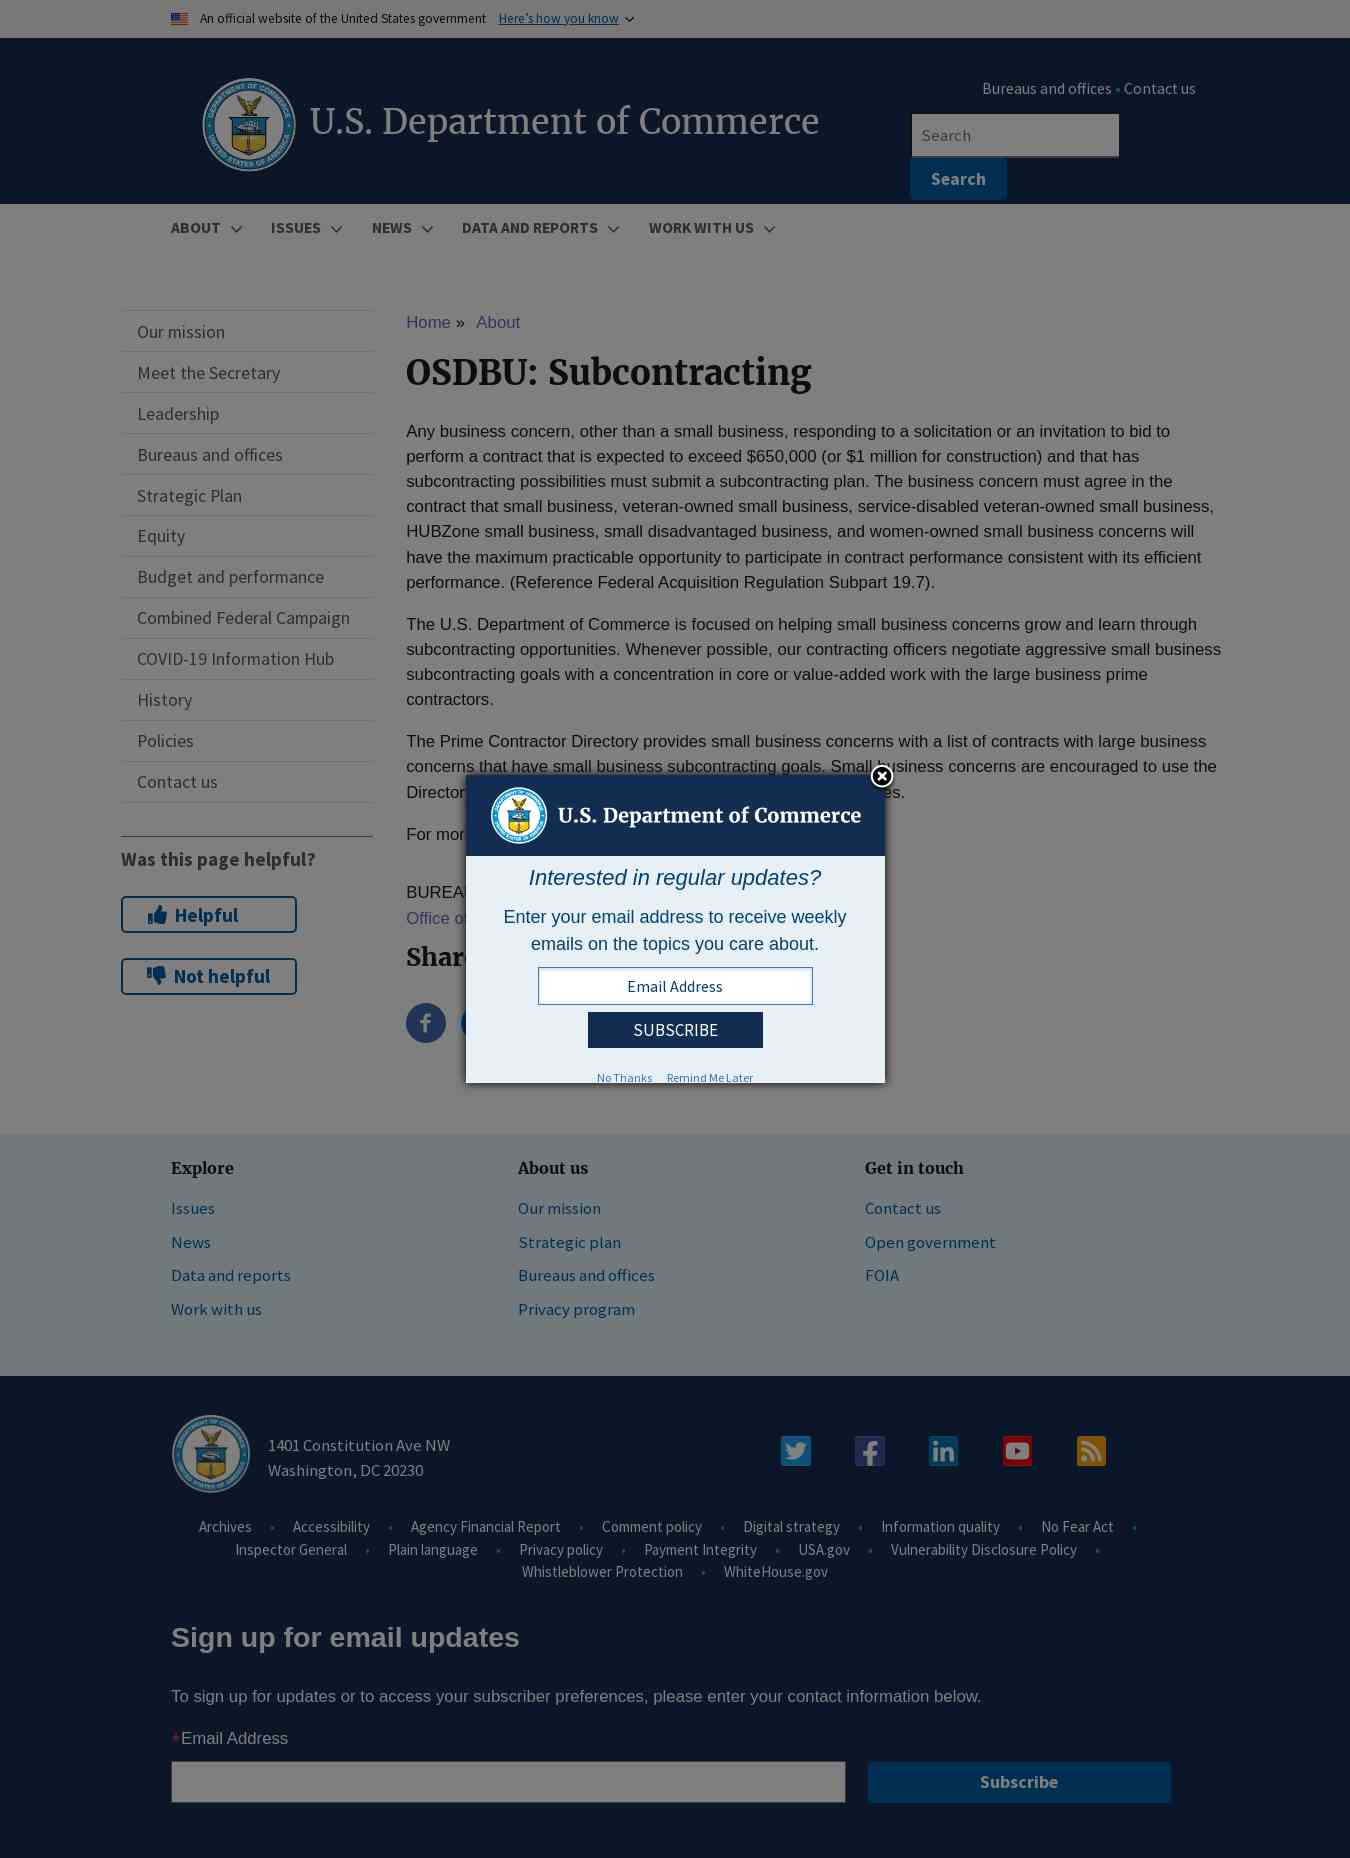 An official website of the United States government Here's how you know
Bureaus and offices • Contact us
U.S. Department of Commerce
Search
Search
ABOUT ISSUES NEWS DATA AND REPORTS WORK WITH US
Our mission
Meet the Secretary
Leadership
Bureaus and offices
Strategic Plan
Equity
Budget and performance
Combined Federal Campaign
COVID-19 Information Hub
History
Policies
Contact us
Was this page helpful?
Helpful
Not helpful
Home » About
OSDBU: Subcontracting
Any business concern, other than a small business, responding to a solicitation or an invitation to bid to
perform a contract that is expected to exceed $650,000 (or $1 million for construction) and that has
subcontracting possibilities must submit a subcontracting plan. The business concern must agree in the
contract that small business, veteran-owned small business, service-disabled veteran-owned small business,
HUBZone small business, small disadvantaged business, and women-owned small business concerns will
have the maximum practicable opportunity to participate in contract performance consistent with its efficient
performance. (Reference Federal Acquisition Regulation Subpart 19.7).
The U.S. Department of Commerce is focused on helping small business concerns grow and learn through
subcontracting opportunities. Whenever possible, our contracting officers negotiate aggressive small business
subcontracting goals with a concentration in core or value-added work with the large business prime
contractors.
The Prime Contractor Directory provides small business concerns with a list of contracts with large business
concerns that have small business subcontracting goals. Small business concerns are encouraged to use the
For
Office
U.S. Department of Commerce
Interested in regular updates?
Enter your email address to receive weekly
emails on the topics you care about.
Email Address
SUBSCRIBE
No Thanks Remind Me Later
Explore
Issues
News
Data and reports
Work with us
About us
Our mission
Strategic plan
Bureaus and offices
Privacy program
Get in touch
Contact us
Open government
FOIA
1401 Constitution Ave NW
Washington, DC 20230
Archives • Accessibility • Agency Financial Report • Comment policy • Digital strategy • Information quality • No Fear Act •
Inspector General • Plain language • Privacy policy • Payment Integrity • USA.gov • Vulnerability Disclosure Policy •
Whistleblower Protection • WhiteHouse.gov
Sign up for email updates
To sign up for updates or to access your subscriber preferences, please enter your contact information below.
*Email Address
Subscribe